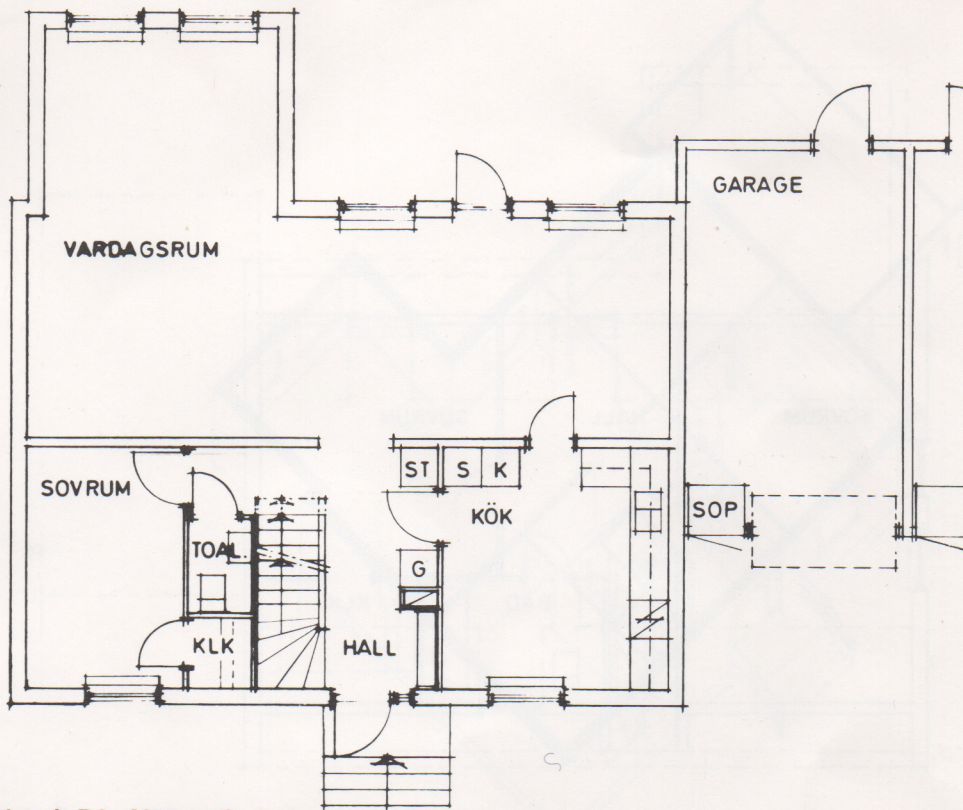 GARAGE
VARDAGSRUM
ST
S
K
SOVRUM
KÖK
SOP
TOAL
G
KLK
HALL